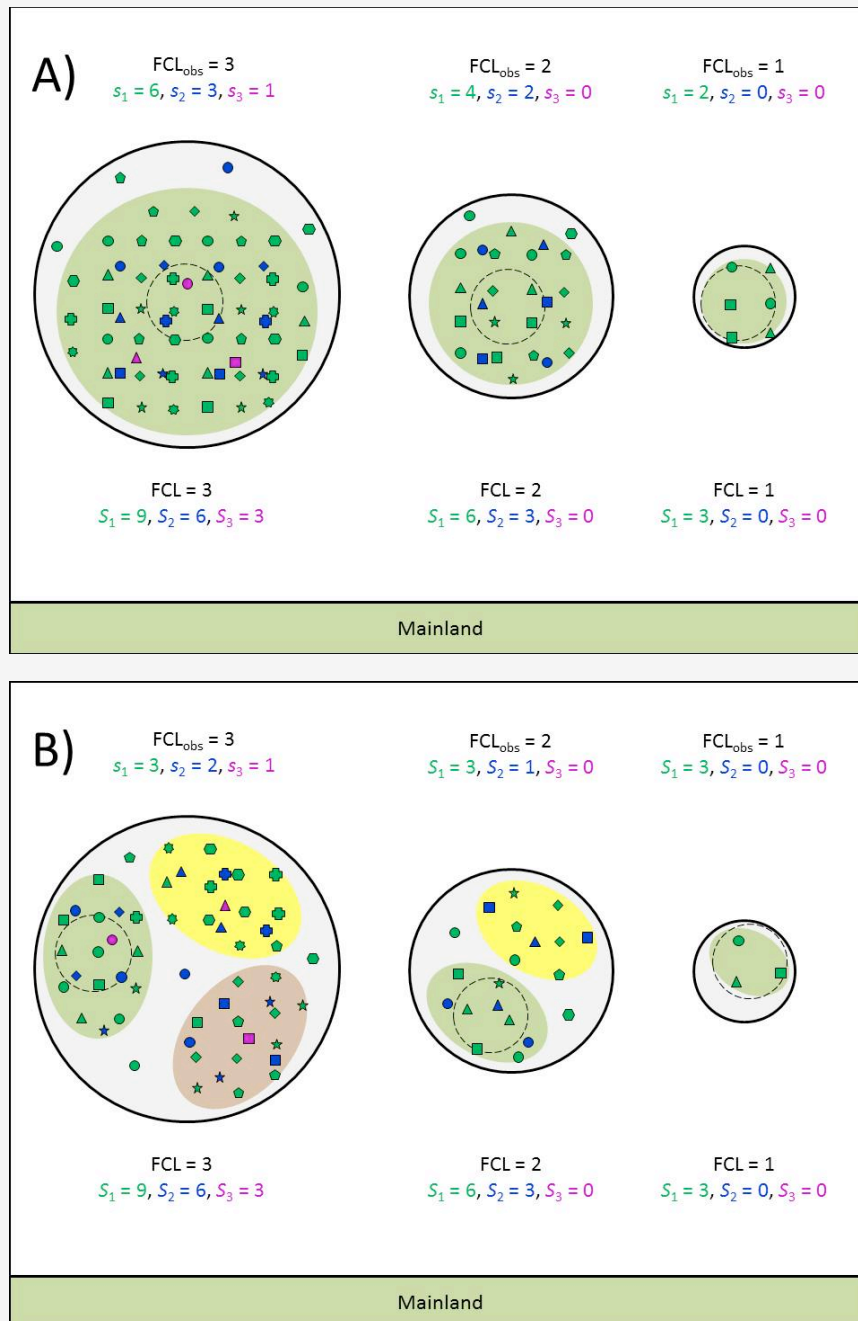 A)
FCLobs = 3
s1 = 6, s2 = 3, s3 = 1
FCLobs = 2
s1 = 4, s2 = 2, s3 = 0
FCLobs = 1
s1 = 2, s2 = 0, s3 = 0
FCL = 3
S1 = 9, S2 = 6, S3 = 3
FCL = 2
S1 = 6, S2 = 3, S3 = 0
FCL = 1
S1 = 3, S2 = 0, S3 = 0
Mainland
B)
FCLobs = 3
s1 = 3, s2 = 2, s3 = 1
FCLobs = 2
S1 = 3, S2 = 1, S3 = 0
FCLobs = 1
S1 = 3, S2 = 0, S3 = 0
FCL = 3
S1 = 9, S2 = 6, S3 = 3
FCL = 2
S1 = 6, S2 = 3, S3 = 0
FCL = 1
S1 = 3, S2 = 0, S3 = 0
Mainland